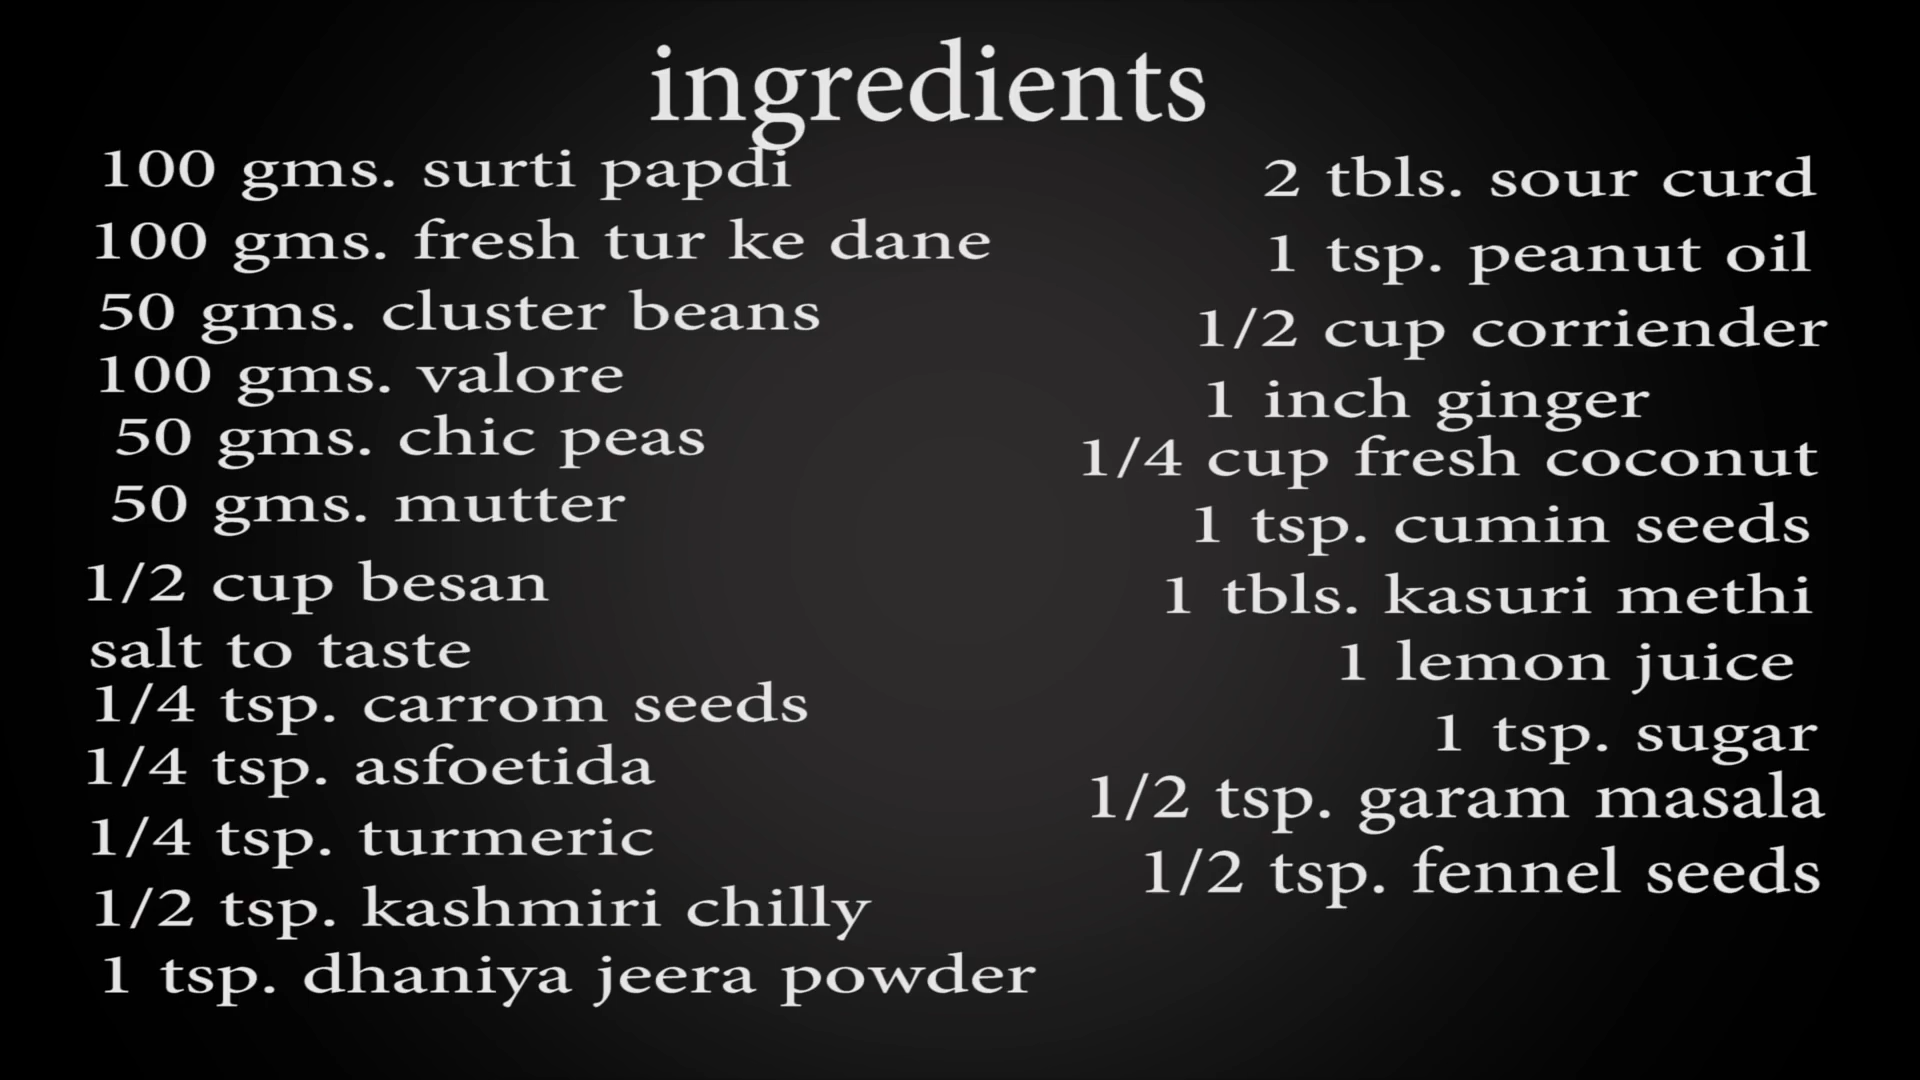 ingredients
100 gms. surti papdi
100 gms. fresh tur ke dane
50 gms. cluster beans
100 gms. valore
50 gms. chic peas
50 gms. mutter
1/2 cup besan
salt to taste
1/4 tsp. carrom seeds
1/4 tsp. asfoetida
1/4 tsp. turmeric
1/2 tsp. kashmiri chilly
1 tsp. dhaniya jeera powder
2 tbls. sour curd
1 tsp. peanut oil
1/2 cup corriender
1 inch ginger
1/4 cup fresh coconut
1 tsp. cumin seeds
1 tbls. kasuri methi
1 lemon juice
1 tsp. sugar
1/2 tsp. garam masala
1/2 tsp. fennel seeds